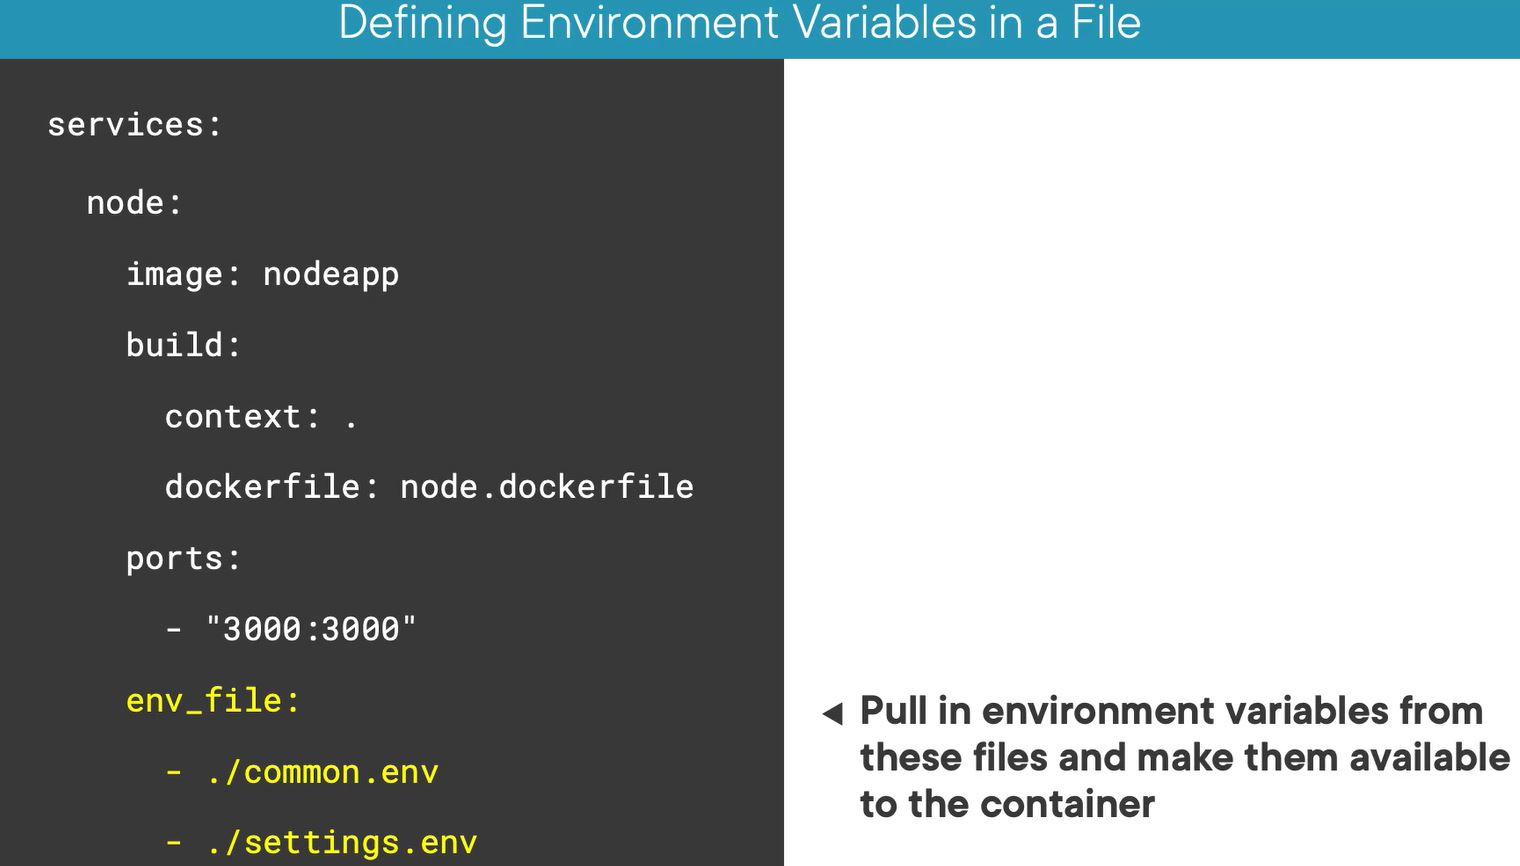 Defining Environment Variables in a File
services:
node:
image: nodeapp
build:
context: .
dockerfile: node.dockerfile
ports:
- "3000:3000"
env_file:
- ./common.env
- ./settings.env
Pull in environment variables from
these files and make them available
to the container